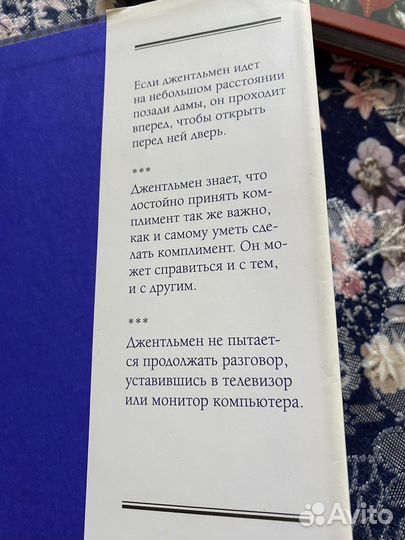 Если джентльмен идет
на небольшом расстоянии
позади дамы, он проходит
вперед, чтобы открыть
перед ней дверь.
***
Джентльмен знает, что
достойно принять ком-
плимент так же важно,
как и самому уметь сде-
лать комплимент. Он мо-
жет справиться и с тем,
и с другим.
***
Джентльмен не пытает-
ся продолжать разговор,
уставившись в телевизор
или монитор компьютера.
Avito